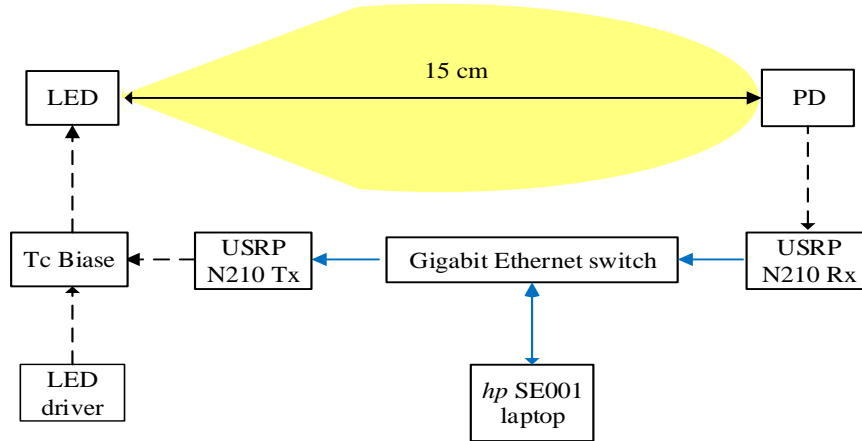 15 cm
LED
PD
Tc Biase
USRP
N210 Tx
Gigabit Ethernet switch
USRP
N210 Rx
LED
driver
hp SE001
laptop